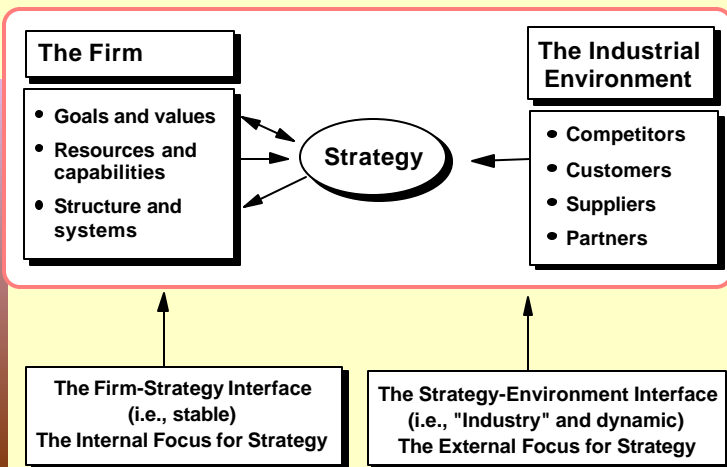 The Firm
• Goals and values
• Resources and
capabilities
• Structure and
systems
Strategy
The Industrial
Environment
• Competitors
• Customers
• Suppliers
• Partners
The Firm-Strategy Interface
(i.e., stable)
The Internal Focus for Strategy
The Strategy-Environment Interface
(i.e., "Industry" and dynamic)
The External Focus for Strategy